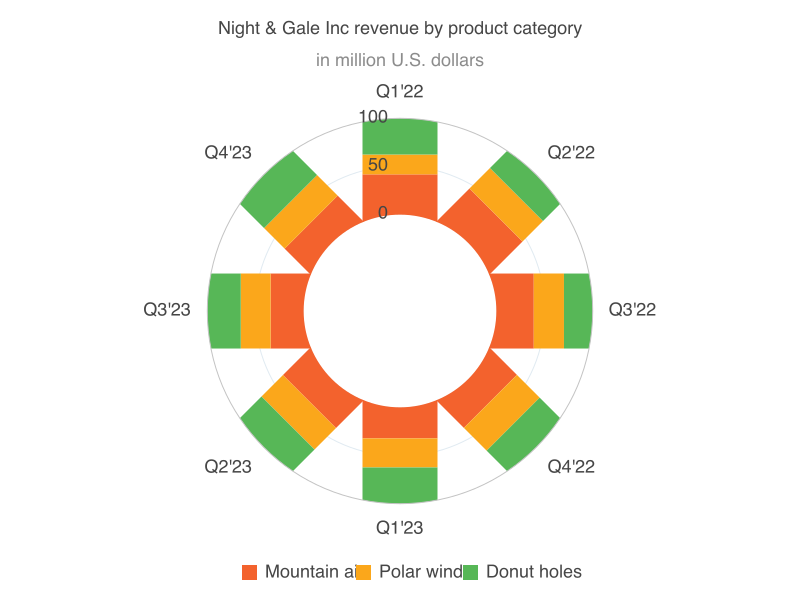 Night & Gale Inc revenue by product category
in million U.S. dollars
Q1'22
100
Q4'23
Q2'22
50
0
Q3'23
Q3'22
Q2'23
Q4'22
Q1'23
Mountain ai Polar wind Donut holes